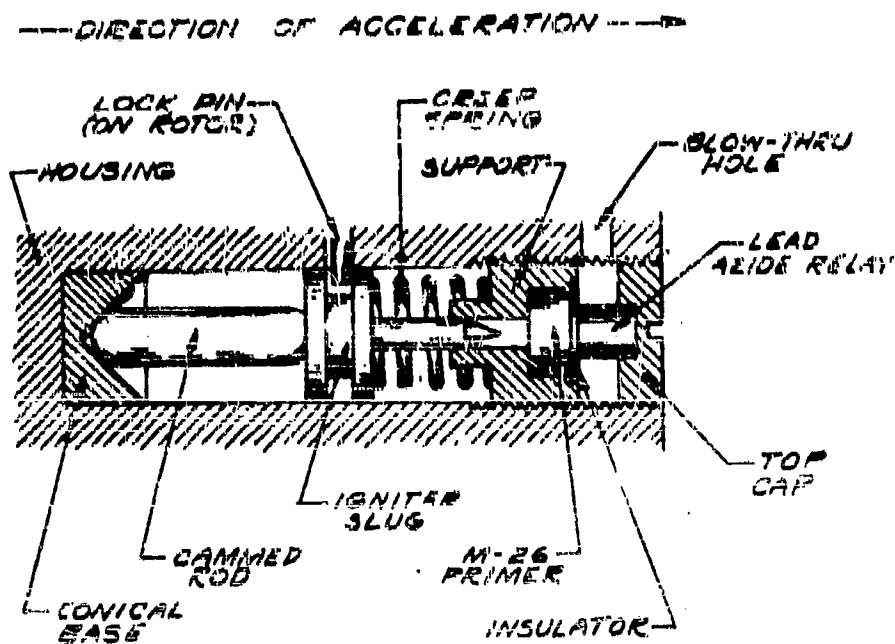 DIRECTION OF ACCELERATION
LOCK PIN
(ON ROTOR)
SPRING
HOUSING
SUPPORT
BLOW-THRU
HOLE
LEAD
AZIDE RELAY
TOP
CAP
IGNITER
SLUG
CAMMED
ROD
M-26
PRIMER
CONICAL
BASE
INSULATOR